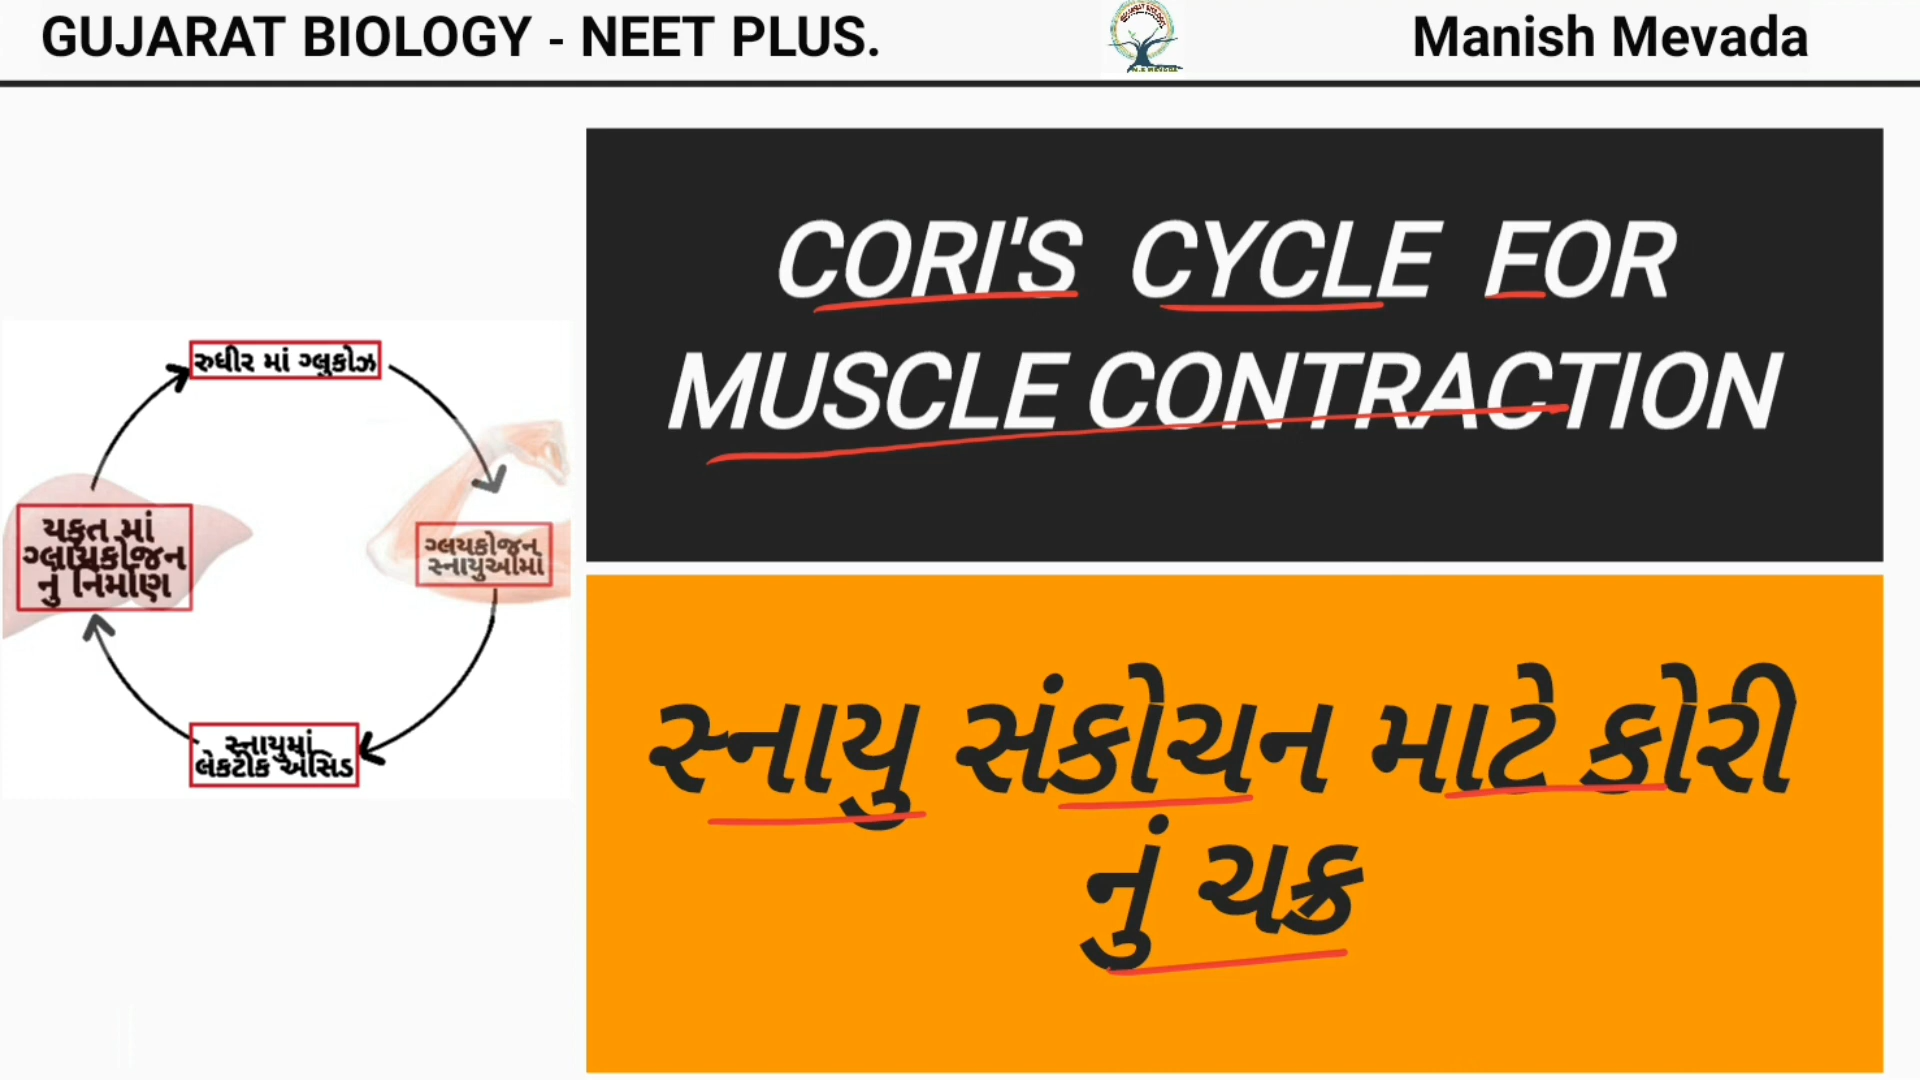 GUJARAT BIOLOGY - NEET PLUS.
Manish Mevada
CORI'S CYCLE FOR
MUSCLE CONTRACTION
રુધીર માં ગ્લુકોઝ
યકૃત માં
ગ્લાયકોજન
નું નિર્માણ
ગ્લયકોજન
સ્નાયુઓમાં
સ્નાયુમાં
લેકટીક એસિડ
સ્નાયુ સંકોચન માટે કોરી
નું ચક્ર